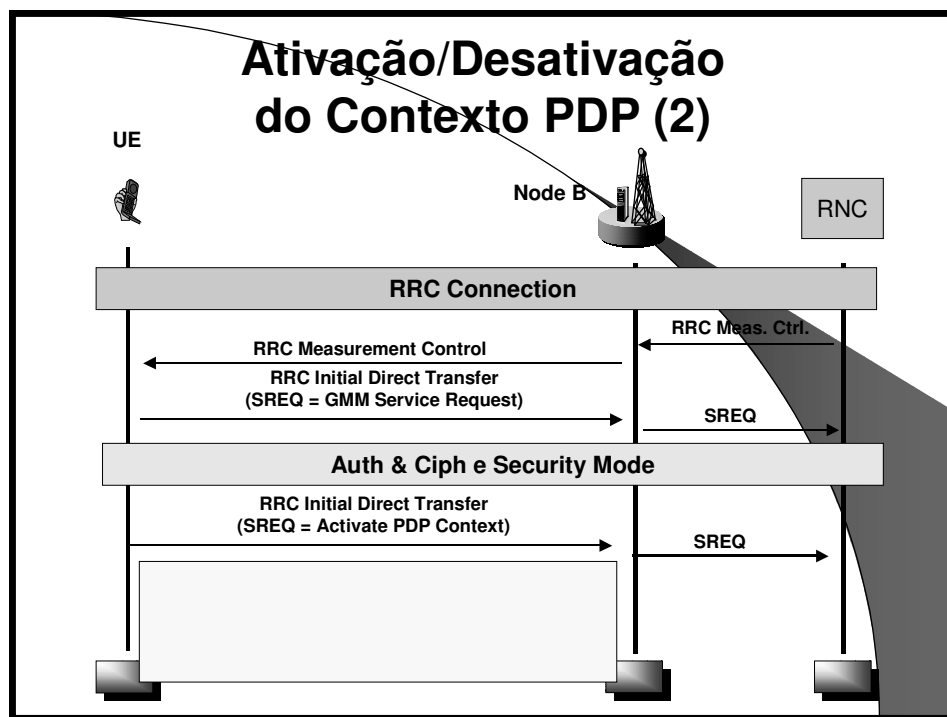 Ativação/Desativação
do Contexto PDP (2)
UE
Node B
RNC
RRC Connection
RRC Meas. Ctrl.
RRC Measurement Control
RRC Initial Direct Transfer
(SREQ = GMM Service Request)
SREQ
Auth & Ciph e Security Mode
RRC Initial Direct Transfer
(SREQ = Activate PDP Context)
SREQ